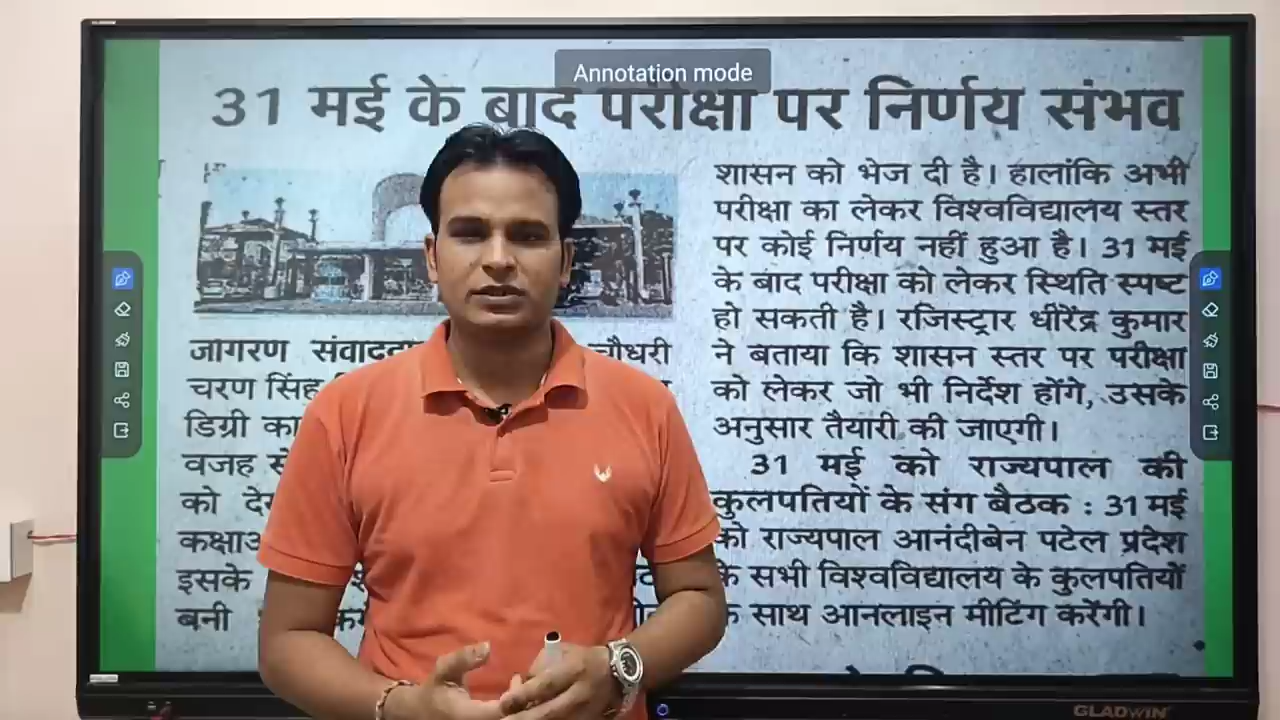 Annotation mode
31 मई के बाद परीक्षा पर निर्णय संभव
जागरण चौधरी
चरण सिंह
डिग्री
वजह से
को
इसके
बनी
शासन को भेज दी है। हालांकि अभी
परीक्षा का लेकर विश्वविद्यालय स्तर
पर कोई निर्णय नहीं हुआ है। 31 मई
के बाद परीक्षा को लेकर स्थिति स्पष्ट
हो सकती है। रजिस्ट्रार धीरेंद्र कुमार
ने बताया कि शासन स्तर पर परीक्षा
को लेकर जो भी निर्देश होंगे, उसके
अनुसार तैयारी की जाएगी।
31 मई को राज्यपाल की
कुलपतियों के संग बैठक : 31 मई
को राज्यपाल आनंदीबेन पटेल प्रदेश
के सभी विश्वविद्यालय के कुलपतियों
के साथ आनलाइन मीटिंग करेंगी।
GLADWIN